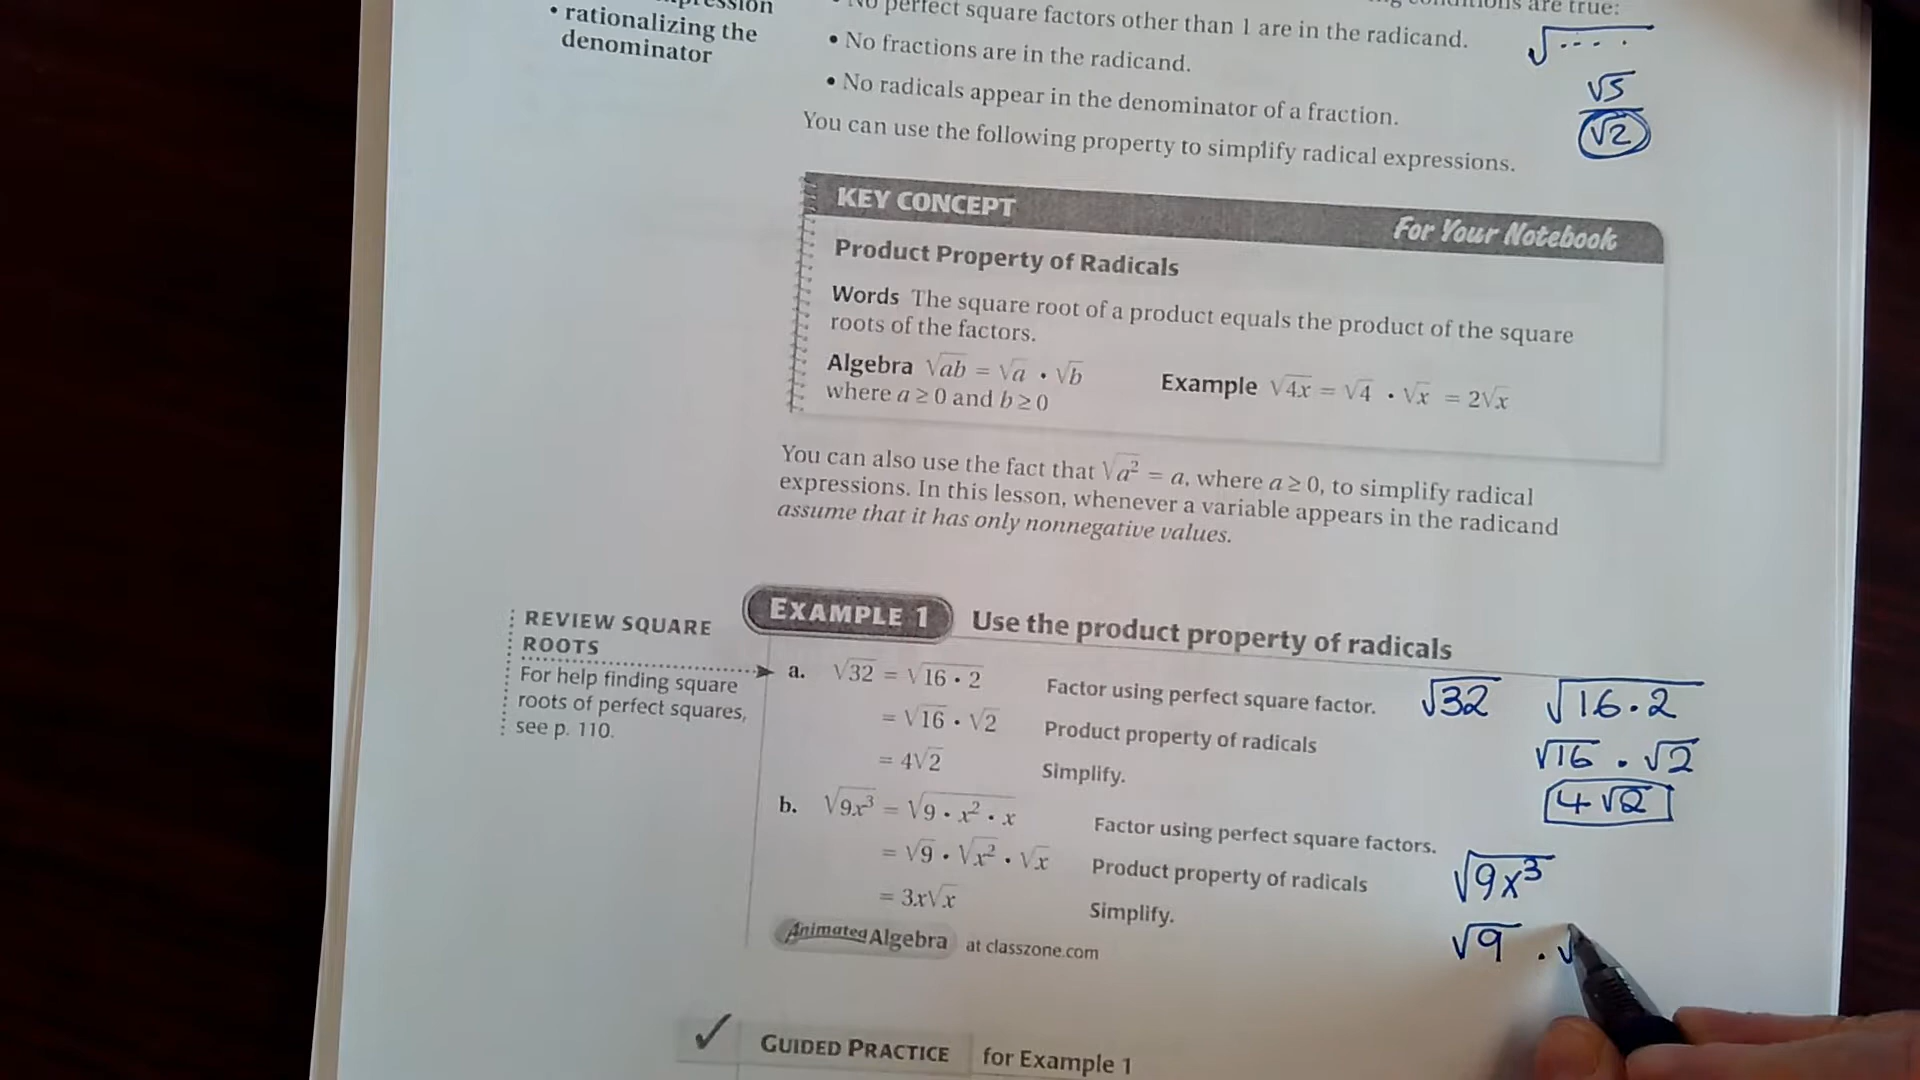 • rationalizing the
denominator
No perfect square factors other than 1 are in the radicand.
• No fractions are in the radicand.
• No radicals appear in the denominator of a fraction.
You can use the following property to simplify radical expressions.
√....
√5
√2
KEY CONCEPT For Your Notebook
Product Property of Radicals
Words The square root of a product equals the product of the square
roots of the factors.
Algebra √ab = √a • √b
where a ≥ 0 and b ≥ 0
Example √4x = √4 • √x = 2√x
You can also use the fact that √a² = a, where a ≥ 0, to simplify radical
expressions. In this lesson, whenever a variable appears in the radicand
assume that it has only nonnegative values.
REVIEW SQUARE
ROOTS
For help finding square
roots of perfect squares,
see p. 110.
EXAMPLE 1 Use the product property of radicals
a. √32 = √16 • 2 Factor using perfect square factor.
= √16 • √2 Product property of radicals
= 4√2 Simplify.
b. √9x³ = √9 • x² • x Factor using perfect square factors.
= √9 • √x² • √x Product property of radicals
= 3x√x Simplify.
Animated Algebra at classzone.com
√32 √16 • 2
√16 • √2
4√2
√9x³
√9 • √
✓ GUIDED PRACTICE for Example 1